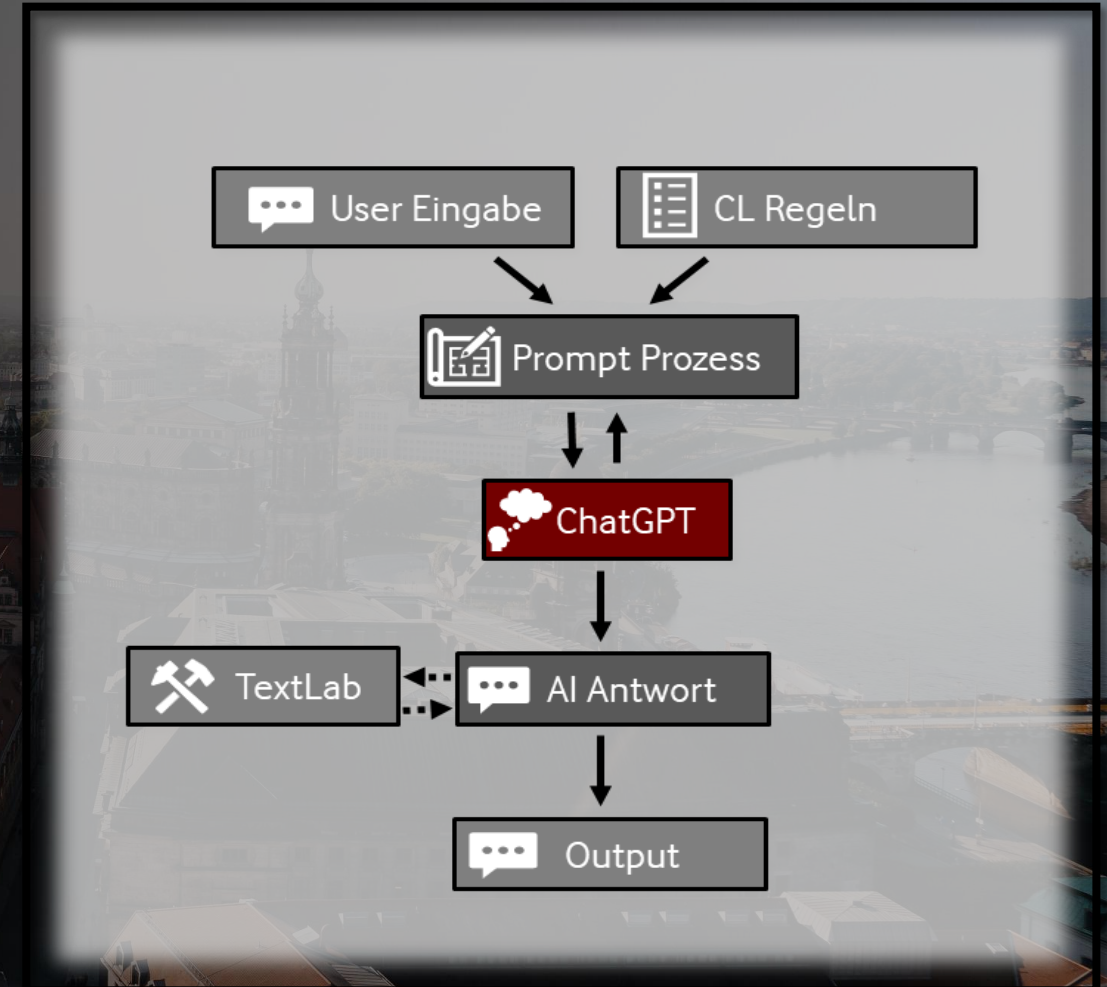 User Eingabe
CL Regeln
Prompt Prozess
ChatGPT
TextLab
AI Antwort
Output